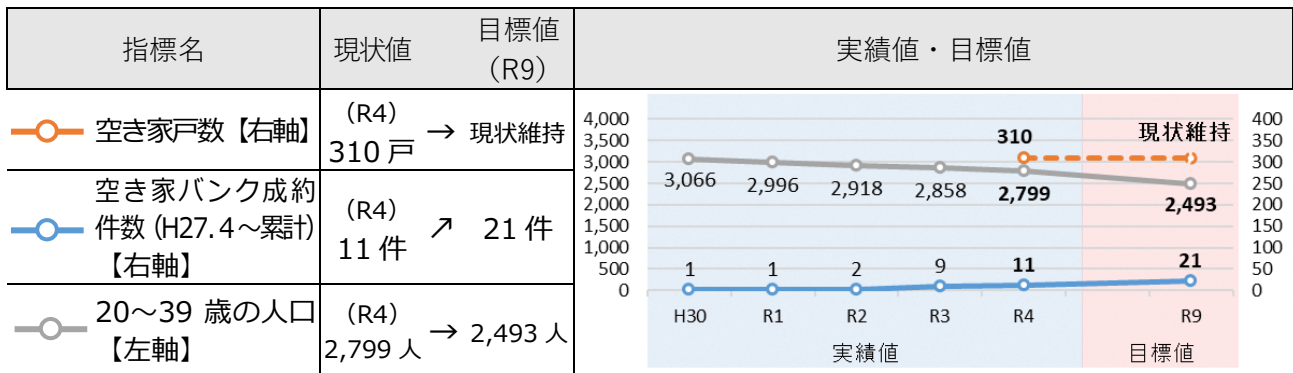 指標名
現状値
目標値
（R9）
実績値・目標値
空き家戸数【右軸】
（R4）
310 戸
→ 現状維持
空き家バンク成約
件数（H27.4～累計）
【右軸】
（R4）
11 件
↗ 21 件
20～39 歳の人口
【左軸】
（R4）
2,799 人
→ 2,493 人
4,000
3,500
3,000
2,500
2,000
1,500
1,000
500
0
310
現状維持
3,066
2,996
2,918
2,858
2,799
2,493
1
1
2
9
11
21
400
350
300
250
200
150
100
50
0
H30 R1 R2 R3 R4 R9
実績値 目標値